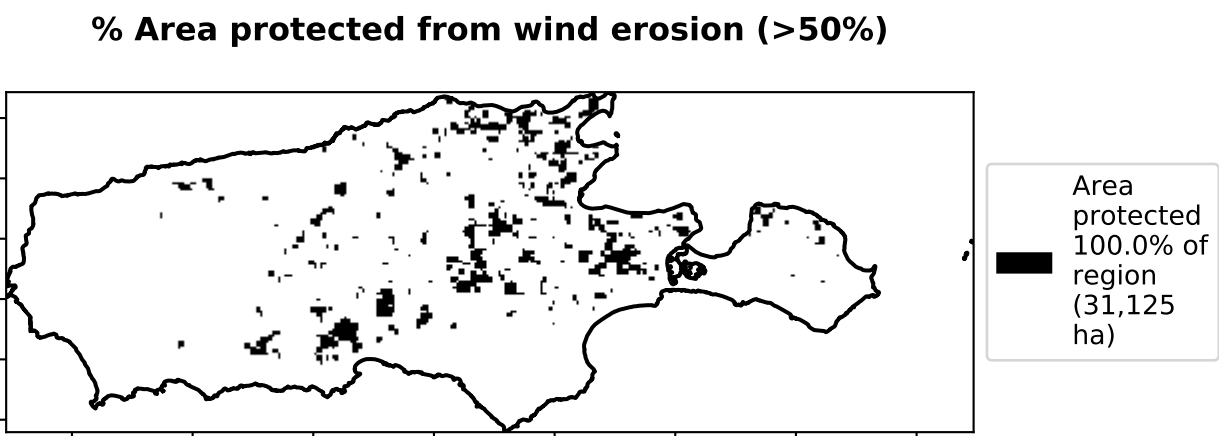 % Area protected from wind erosion (>50%)
Area
protected
100.0% of
region
(31,125
ha)